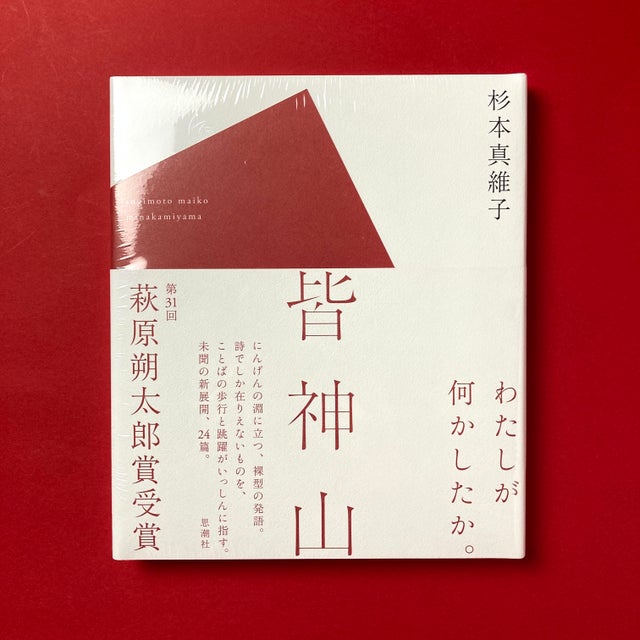 杉本真維子
sugimoto maiko
minakamiyama
皆神山
わたしが
何かしたか。
にんげんの淵に立つ、裸型の発語。
詩でしか在りえないものを、
ことばの歩行と跳躍がいっしんに指す。
未聞の新展開、24篇。
思潮社
第31回
萩原朔太郎賞受賞